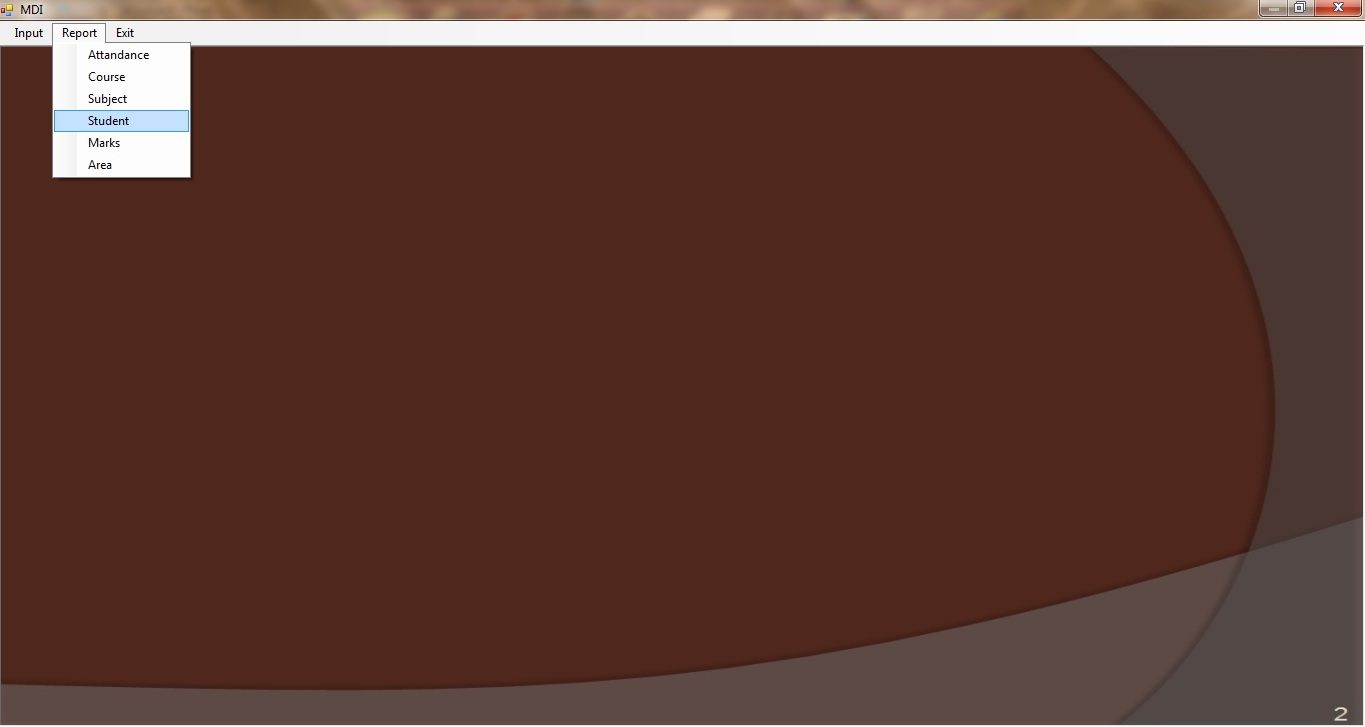 MDI
Input Report Exit
Attandance
Course
Subject
Student
Marks
Area
2